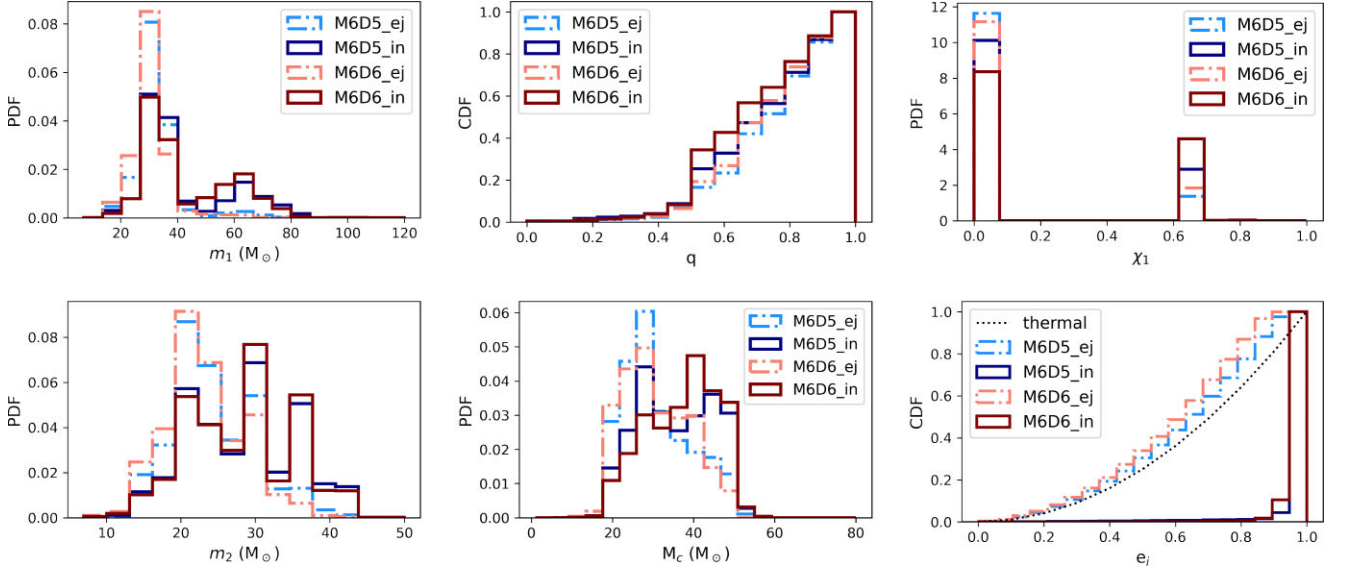 PDF
0.08
0.06
0.04
0.02
0.00
20 40 60 80 100 120
m₁ (M⊙)
M6D5_ej
M6D5_in
M6D6_ej
M6D6_in
CDF
1.0
0.8
0.6
0.4
0.2
0.0
0.0 0.2 0.4 0.6 0.8 1.0
q
M6D5_ej
M6D5_in
M6D6_ej
M6D6_in
PDF
12
10
8
6
4
2
0
0.0 0.2 0.4 0.6 0.8 1.0
χ₁
M6D5_ej
M6D5_in
M6D6_ej
M6D6_in
PDF
0.08
0.06
0.04
0.02
0.00
10 20 30 40 50
m₂ (M⊙)
PDF
0.06
0.05
0.04
0.03
0.02
0.01
0.00
0 20 40 60 80
M_c (M⊙)
M6D5_ej
M6D5_in
M6D6_ej
M6D6_in
CDF
1.0
0.8
0.6
0.4
0.2
0.0
0.0 0.2 0.4 0.6 0.8 1.0
e_i
thermal
M6D5_ej
M6D5_in
M6D6_ej
M6D6_in